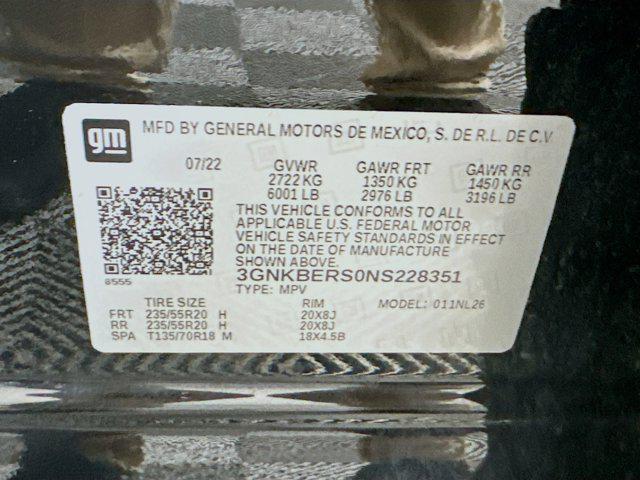 gm MFD BY GENERAL MOTORS DE MEXICO, S. DE R.L. DE C.V
07/22 GVWR GAWR FRT GAWR RR
2722 KG 1350 KG 1450 KG
6001 LB 2976 LB 3196 LB
THIS VEHICLE CONFORMS TO ALL
APPLICABLE U.S. FEDERAL MOTOR
VEHICLE SAFETY STANDARDS IN EFFECT
ON THE DATE OF MANUFACTURE
SHOWN ABOVE.
8555 3GNKBERS0NS228351
TYPE: MPV
TIRE SIZE RIM MODEL: 011NL26
FRT 235/55R20 H 20X8J
RR 235/55R20 H 20X8J
SPA T135/70R18 M 18X4.5B